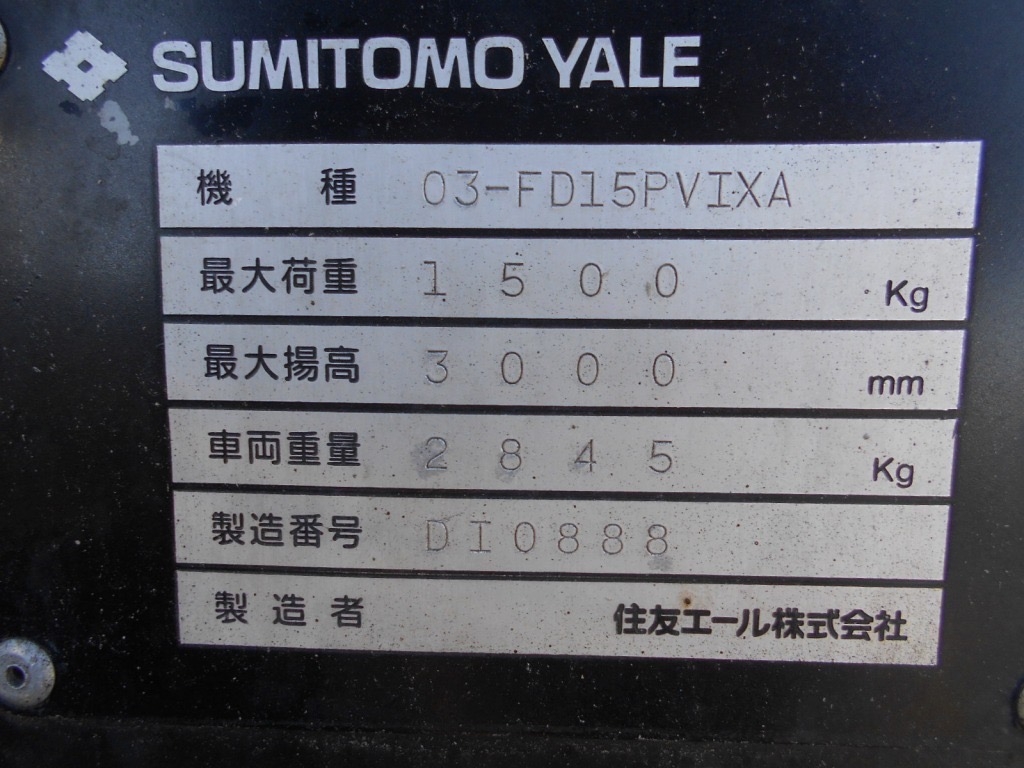 SUMITOMO YALE
機種 03-FD15PVIXA
最大荷重 1500 Kg
最大揚高 3000 mm
車両重量 2845 Kg
製造番号 DI0888
製造者 住友エール株式会社